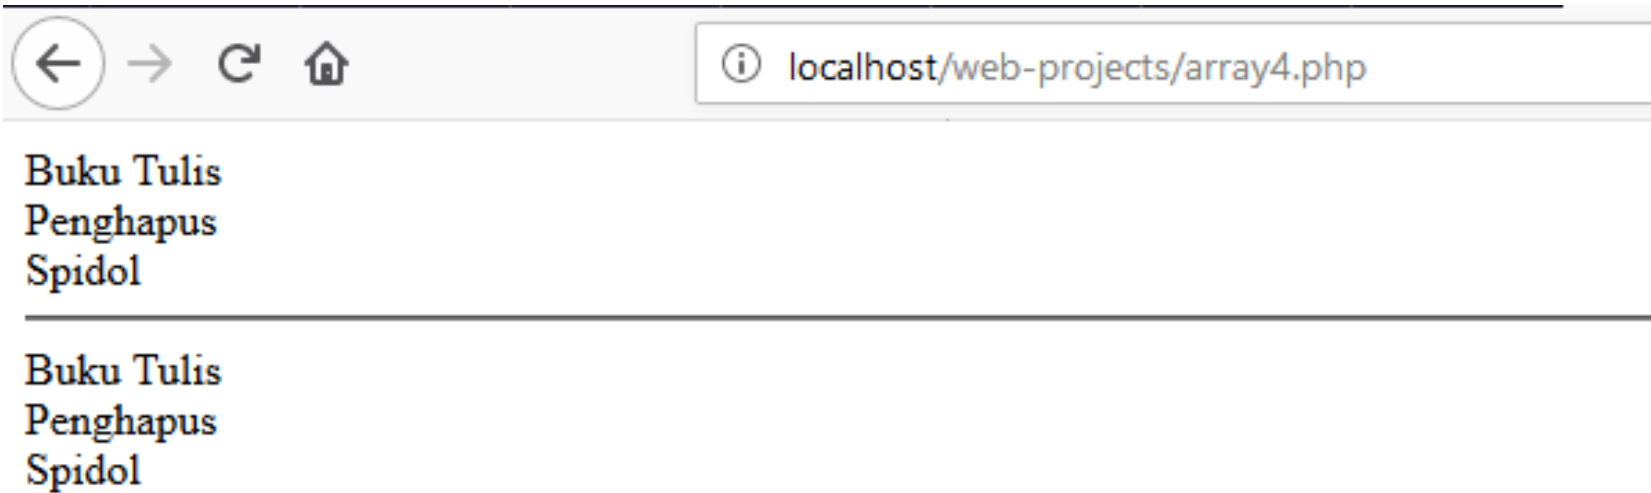 localhost/web-projects/array4.php
Buku Tulis
Penghapus
Spidol
Buku Tulis
Penghapus
Spidol